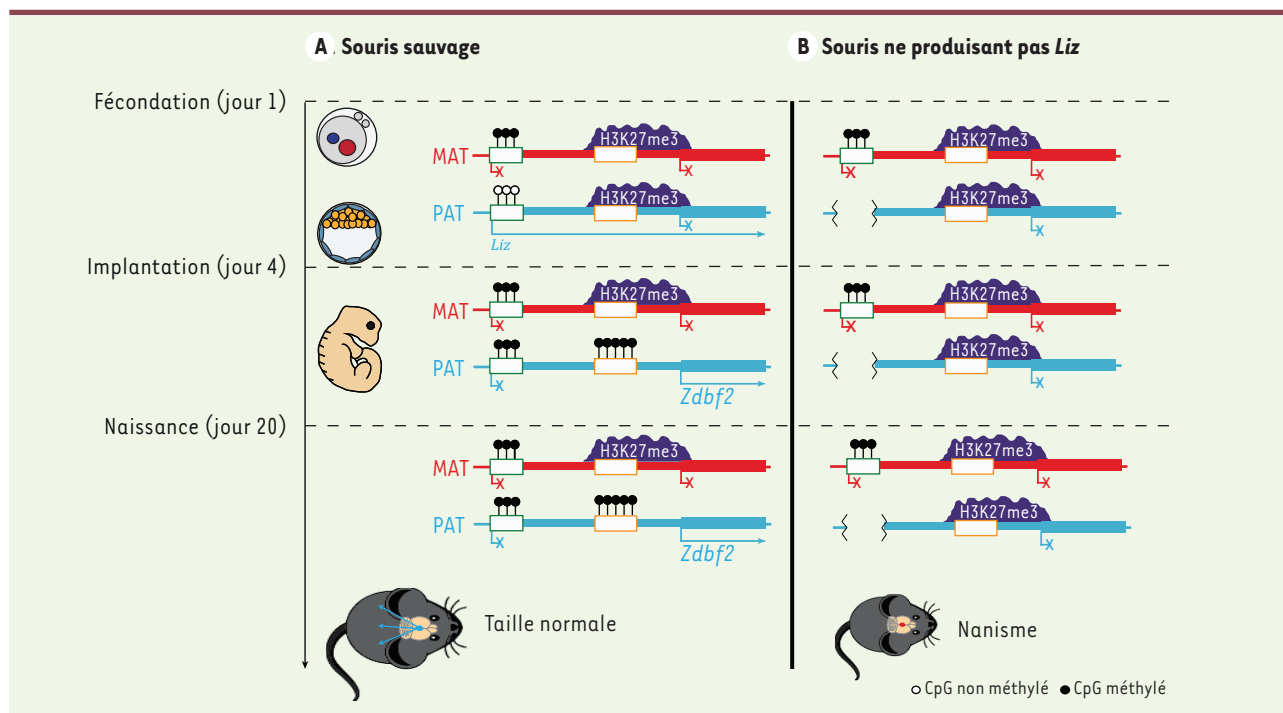 A Souris sauvage
B Souris ne produisant pas Liz
Fécondation (jour 1)
MAT
H3K27me3
H3K27me3
PAT
H3K27me3
H3K27me3
Liz
Implantation (jour 4)
MAT
H3K27me3
H3K27me3
PAT
H3K27me3
Zdbf2
Naissance (jour 20)
MAT
H3K27me3
H3K27me3
PAT
H3K27me3
Zdbf2
Taille normale
Nanisme
CpG non méthylé
CpG méthylé